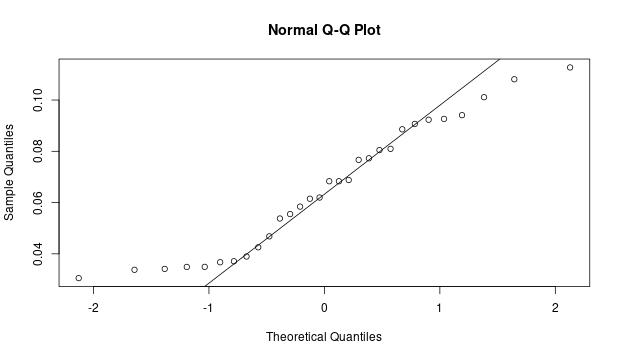 Normal Q-Q Plot
0.10
0.08
0.06
0.04
Sample Quantiles
-2 -1 0 1 2
Theoretical Quantiles